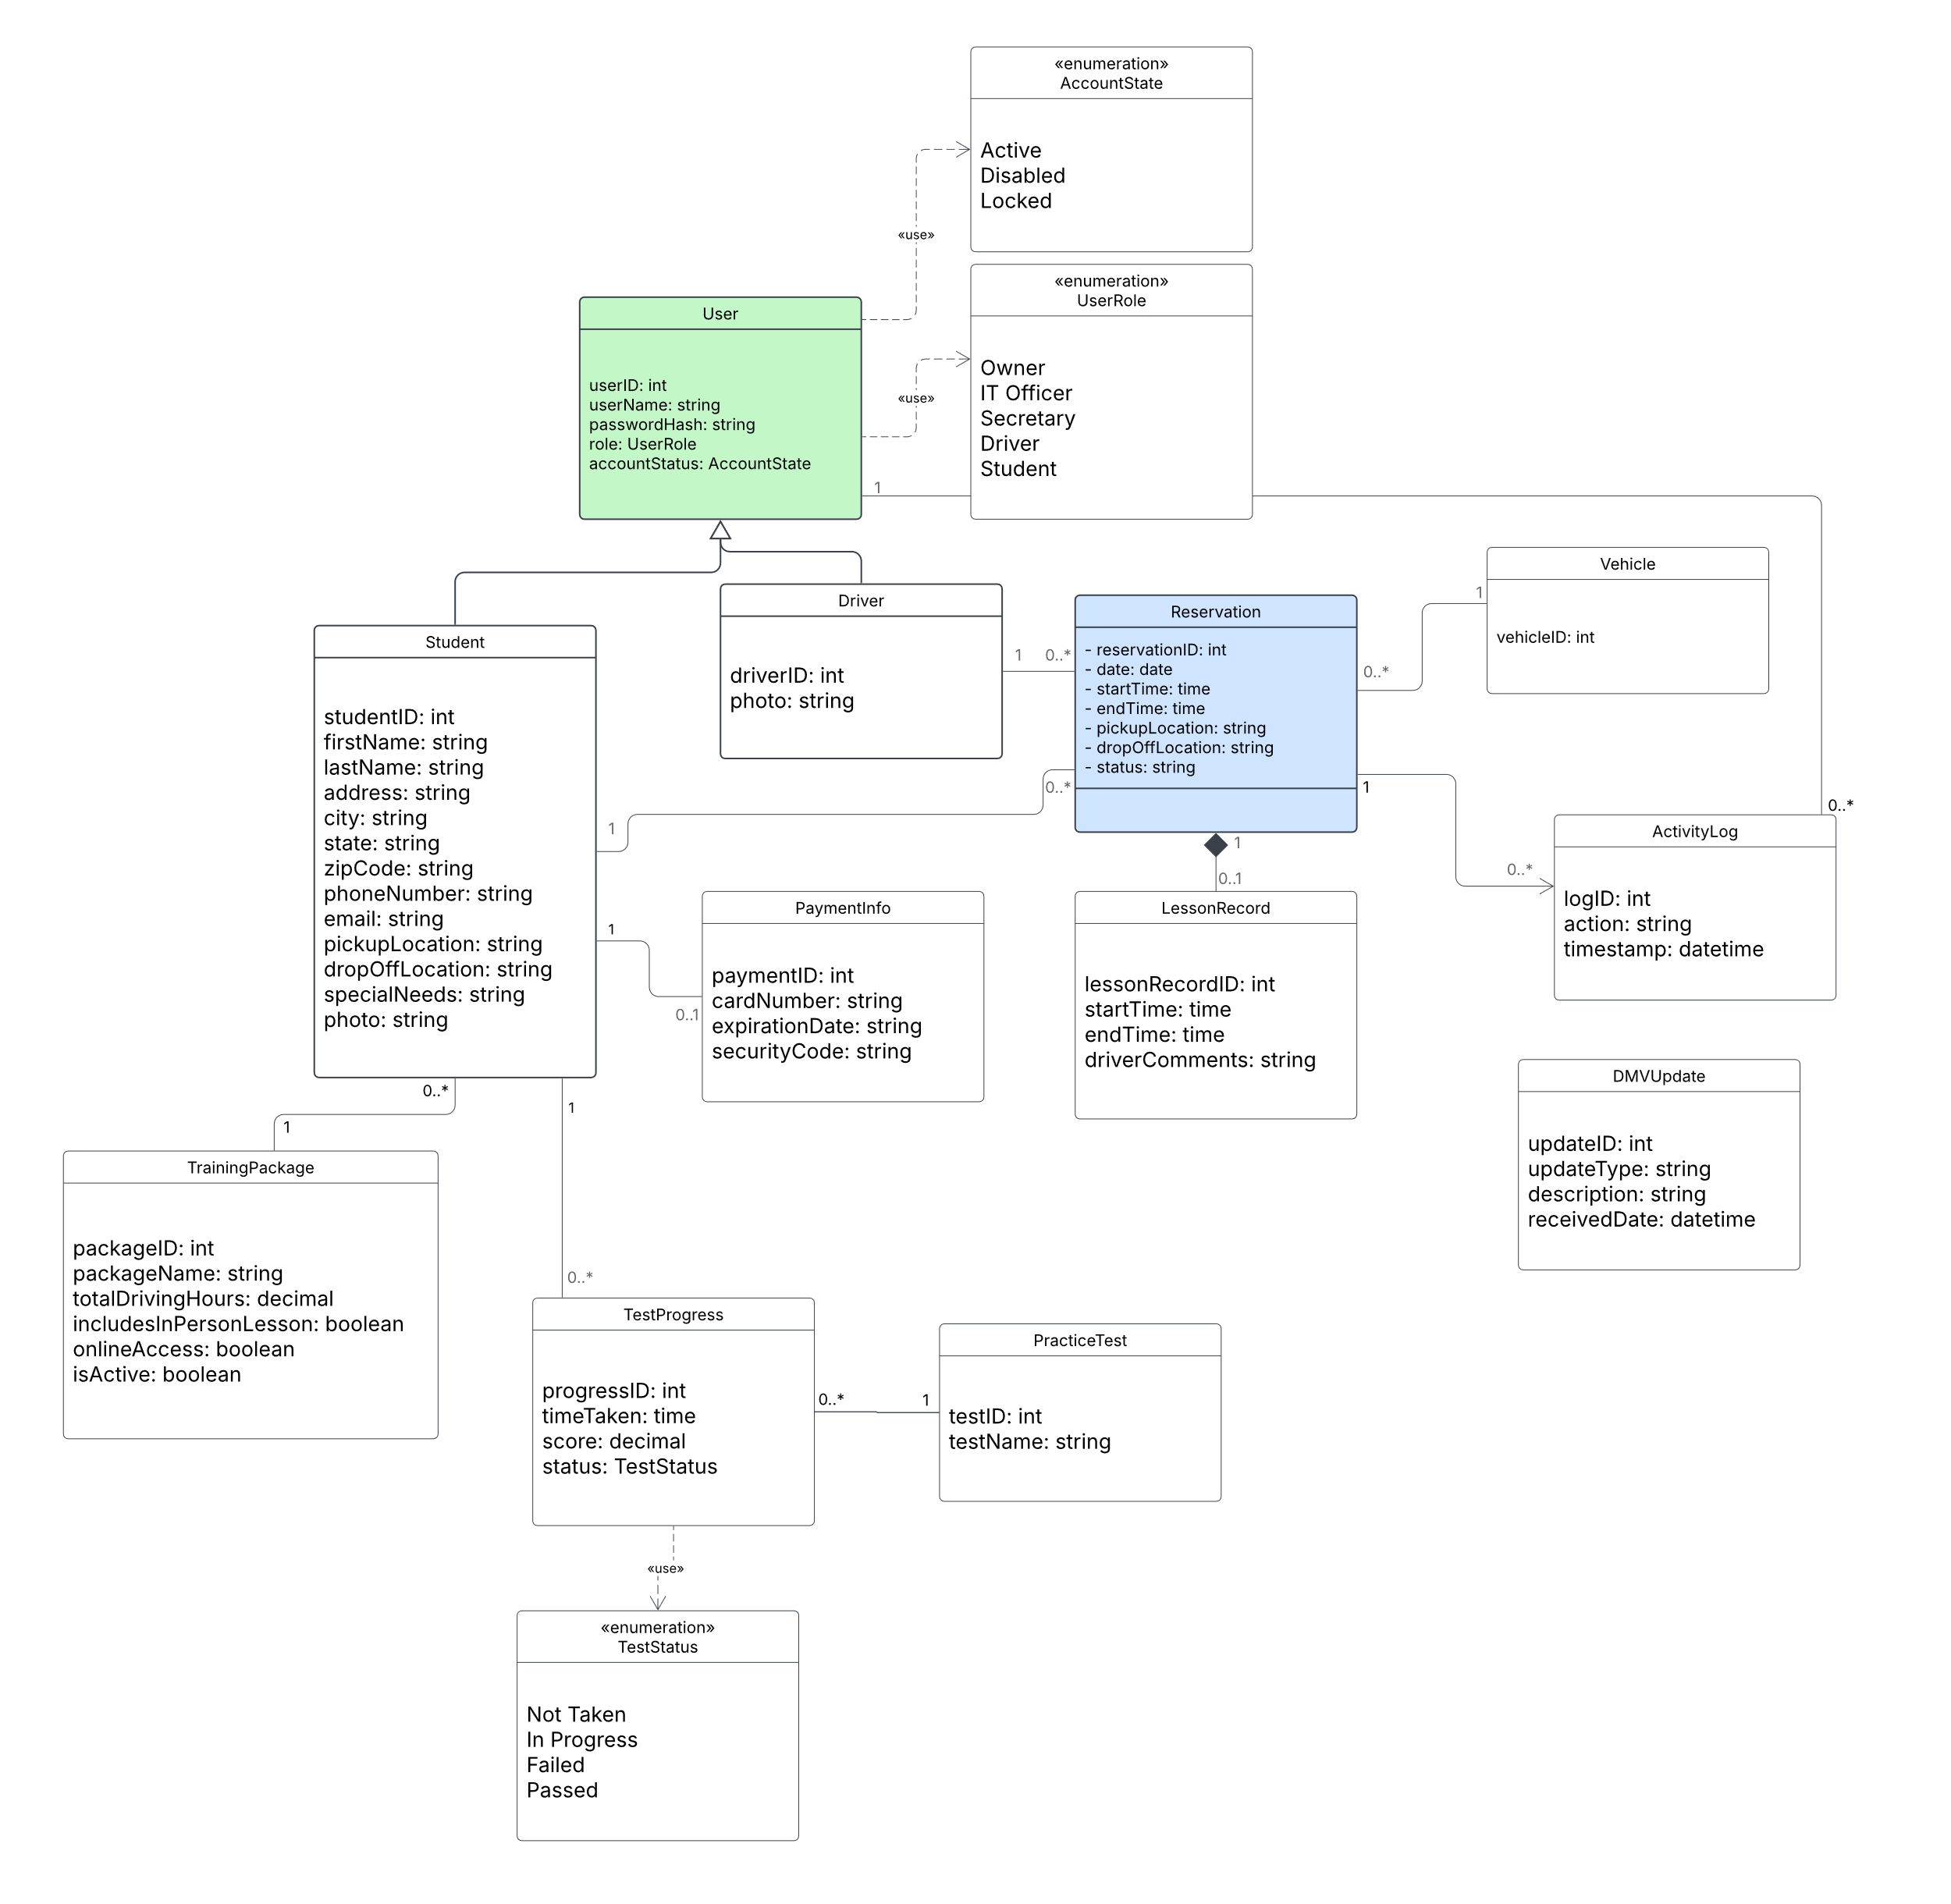 «enumeration»
AccountState
Active
Disabled
Locked
«use»
«enumeration»
UserRole
Owner
IT Officer
Secretary
Driver
Student
User
userID: int
userName: string
passwordHash: string
role: UserRole
accountStatus: AccountState
«use»
1
0..*
Vehicle
vehicleID: int
1
0..*
Driver
driverID: int
photo: string
1
0..*
Reservation
- reservationID: int
- date: date
- startTime: time
- endTime: time
- pickupLocation: string
- dropOffLocation: string
- status: string
Student
studentID: int
firstName: string
lastName: string
address: string
city: string
state: string
zipCode: string
phoneNumber: string
email: string
pickupLocation: string
dropOffLocation: string
specialNeeds: string
photo: string
1
0..*
1
0..*
ActivityLog
logID: int
action: string
timestamp: datetime
1
0..1
LessonRecord
lessonRecordID: int
startTime: time
endTime: time
driverComments: string
1
0..1
PaymentInfo
paymentID: int
cardNumber: string
expirationDate: string
securityCode: string
DMVUpdate
updateID: int
updateType: string
description: string
receivedDate: datetime
0..*
1
TrainingPackage
packageID: int
packageName: string
totalDrivingHours: decimal
includesInPersonLesson: boolean
onlineAccess: boolean
isActive: boolean
1
0..*
TestProgress
progressID: int
timeTaken: time
score: decimal
status: TestStatus
0..*
1
PracticeTest
testID: int
testName: string
«use»
«enumeration»
TestStatus
Not Taken
In Progress
Failed
Passed